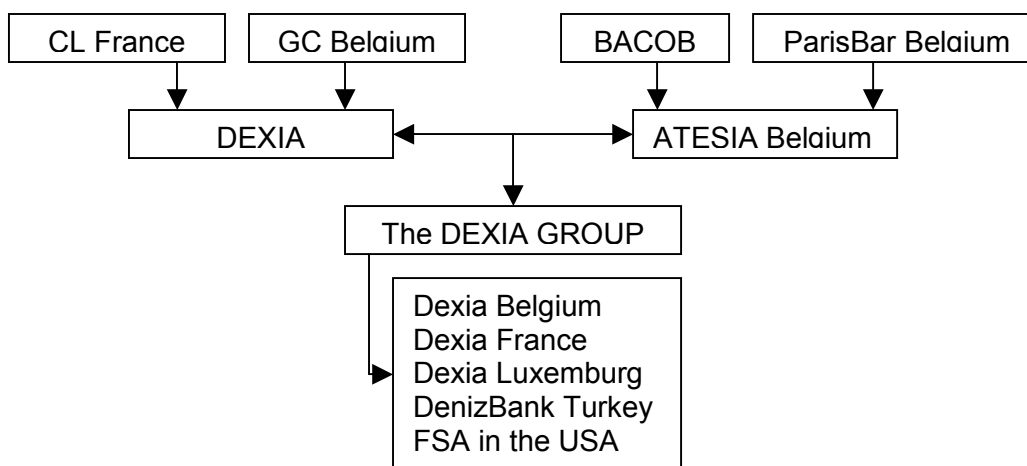 CL France
GC Belgium
BACOB
ParisBar Belgium
DEXIA
ATESIA Belgium
The DEXIA GROUP
Dexia Belgium
Dexia France
Dexia Luxemburg
DenizBank Turkey
FSA in the USA